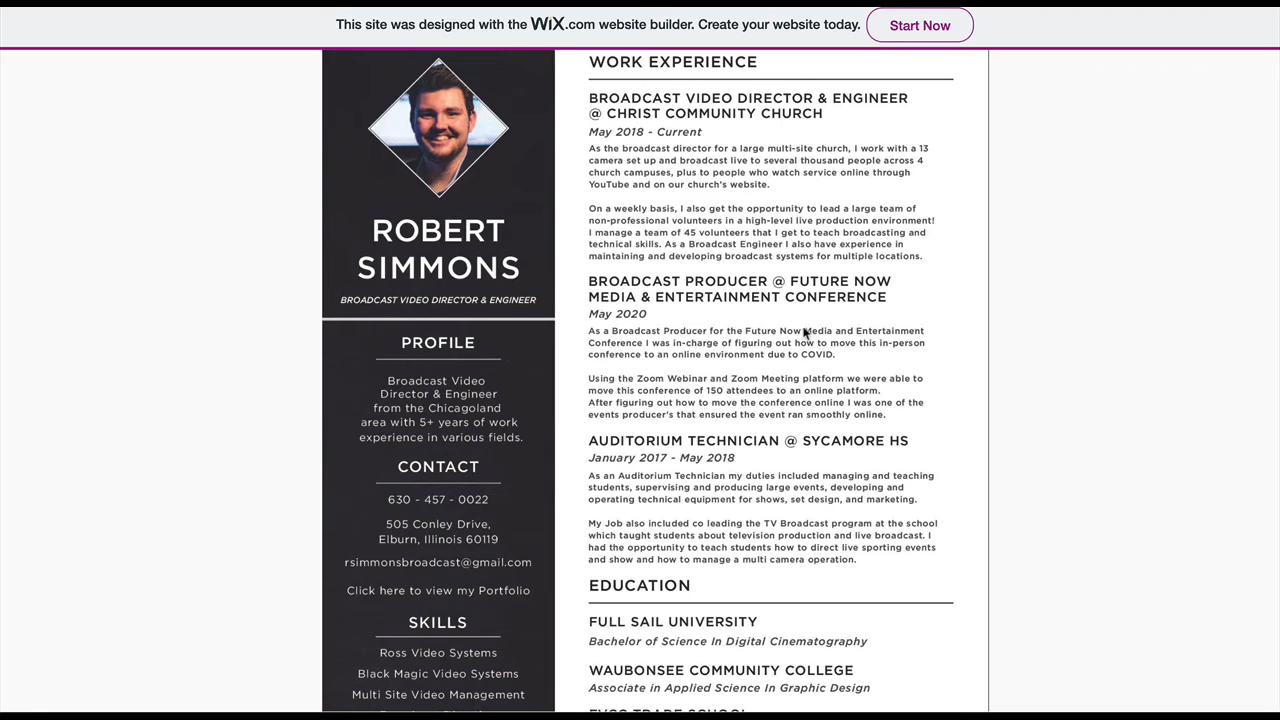 This site was designed with the WiX.com website builder. Create your website today. Start Now
ROBERT
SIMMONS
BROADCAST VIDEO DIRECTOR & ENGINEER
PROFILE
Broadcast Video
Director & Engineer
from the Chicagoland
area with 5+ years of work
experience in various fields.
CONTACT
630 - 457 - 0022
505 Conley Drive,
Elburn, Illinois 60119
rsimmonsbroadcast@gmail.com
Click here to view my Portfolio
SKILLS
Ross Video Systems
Black Magic Video Systems
Multi Site Video Management
WORK EXPERIENCE
BROADCAST VIDEO DIRECTOR & ENGINEER
@ CHRIST COMMUNITY CHURCH
May 2018 - Current
As the broadcast director for a large multi-site church, I work with a 13
camera set up and broadcast live to several thousand people across 4
church campuses, plus to people who watch service online through
YouTube and on our church's website.
On a weekly basis, I also get the opportunity to lead a large team of
non-professional volunteers in a high-level live production environment!
I manage a team of 45 volunteers that I get to teach broadcasting and
technical skills. As a Broadcast Engineer I also have experience in
maintaining and developing broadcast systems for multiple locations.
BROADCAST PRODUCER @ FUTURE NOW
MEDIA & ENTERTAINMENT CONFERENCE
May 2020
As a Broadcast Producer for the Future Now Media and Entertainment
Conference I was in-charge of figuring out how to move this in-person
conference to an online environment due to COVID.
Using the Zoom Webinar and Zoom Meeting platform we were able to
move this conference of 150 attendees to an online platform.
After figuring out how to move the conference online I was one of the
events producer's that ensured the event ran smoothly online.
AUDITORIUM TECHNICIAN @ SYCAMORE HS
January 2017 - May 2018
As an Auditorium Technician my duties included managing and teaching
students, supervising and producing large events, developing and
operating technical equipment for shows, set design, and marketing.
My Job also included co leading the TV Broadcast program at the school
which taught students about television production and live broadcast. I
had the opportunity to teach students how to direct live sporting events
and show and how to manage a multi camera operation.
EDUCATION
FULL SAIL UNIVERSITY
Bachelor of Science In Digital Cinematography
WAUBONSEE COMMUNITY COLLEGE
Associate in Applied Science In Graphic Design